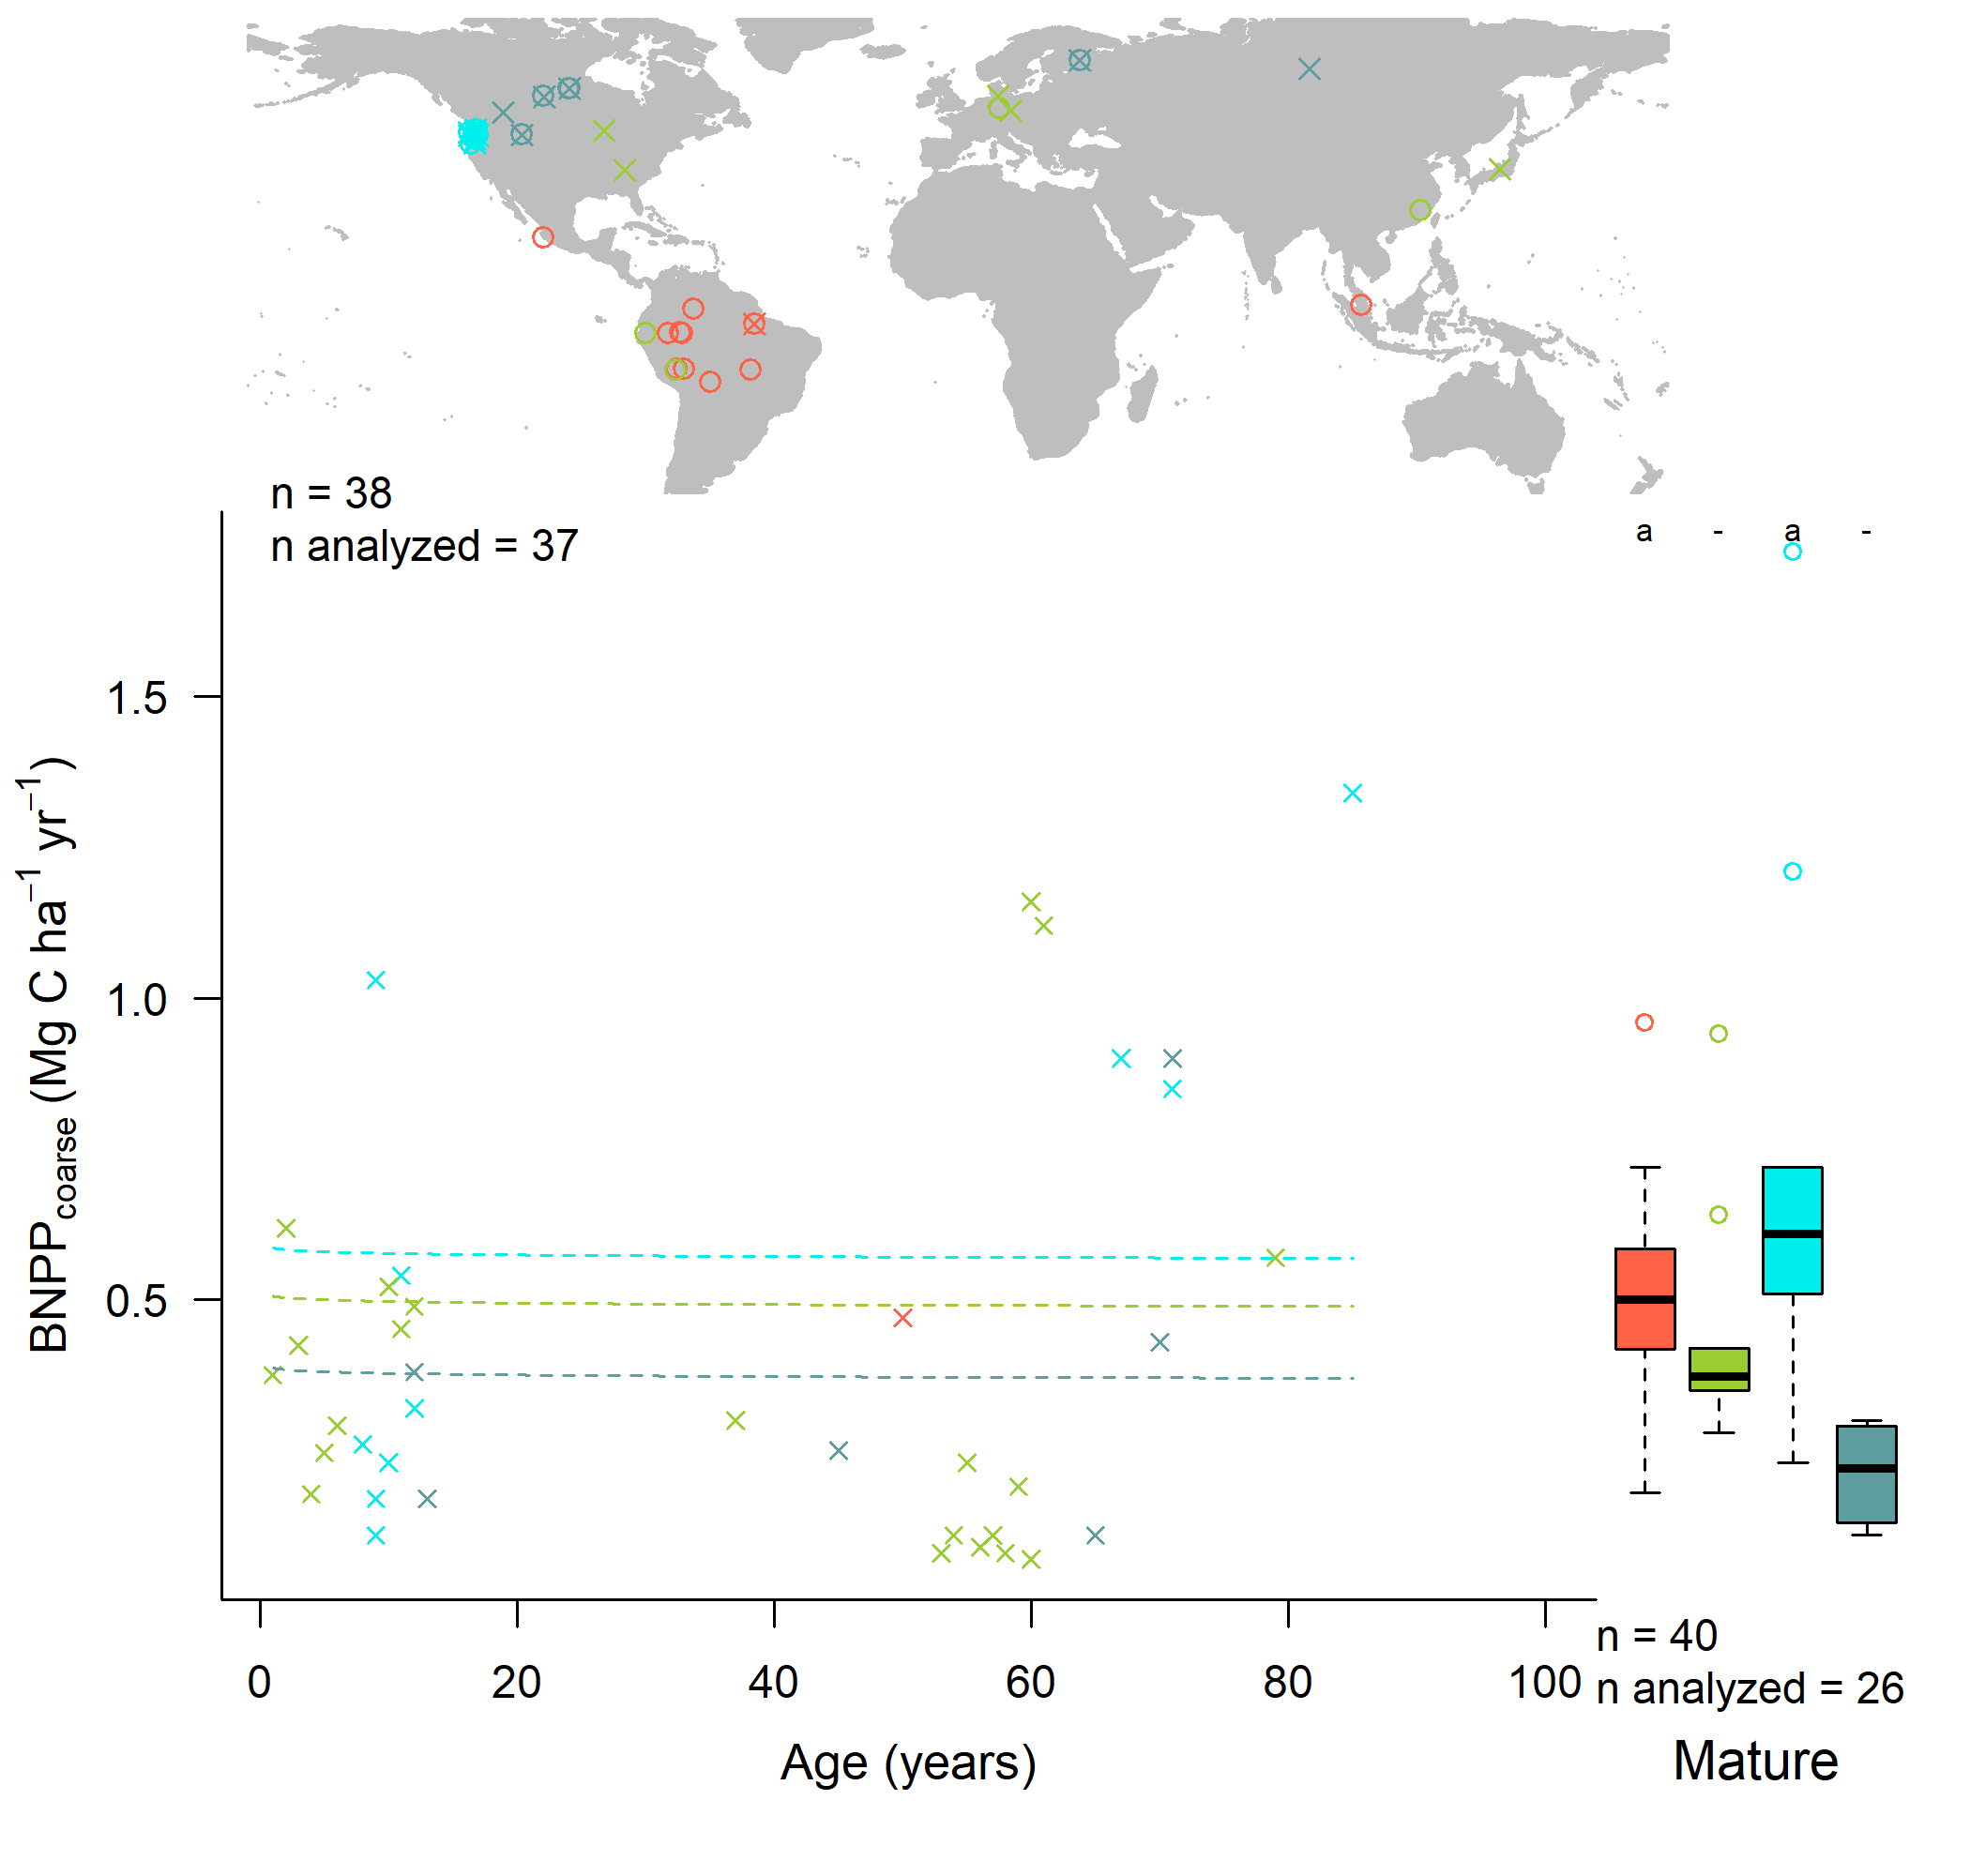 n = 38
n analyzed = 37
a - a -
1.5
1.0
0.5
BNPPcoarse (Mg C ha−1 yr−1)
0 20 40 60 80 100
Age (years)
n = 40
n analyzed = 26
Mature